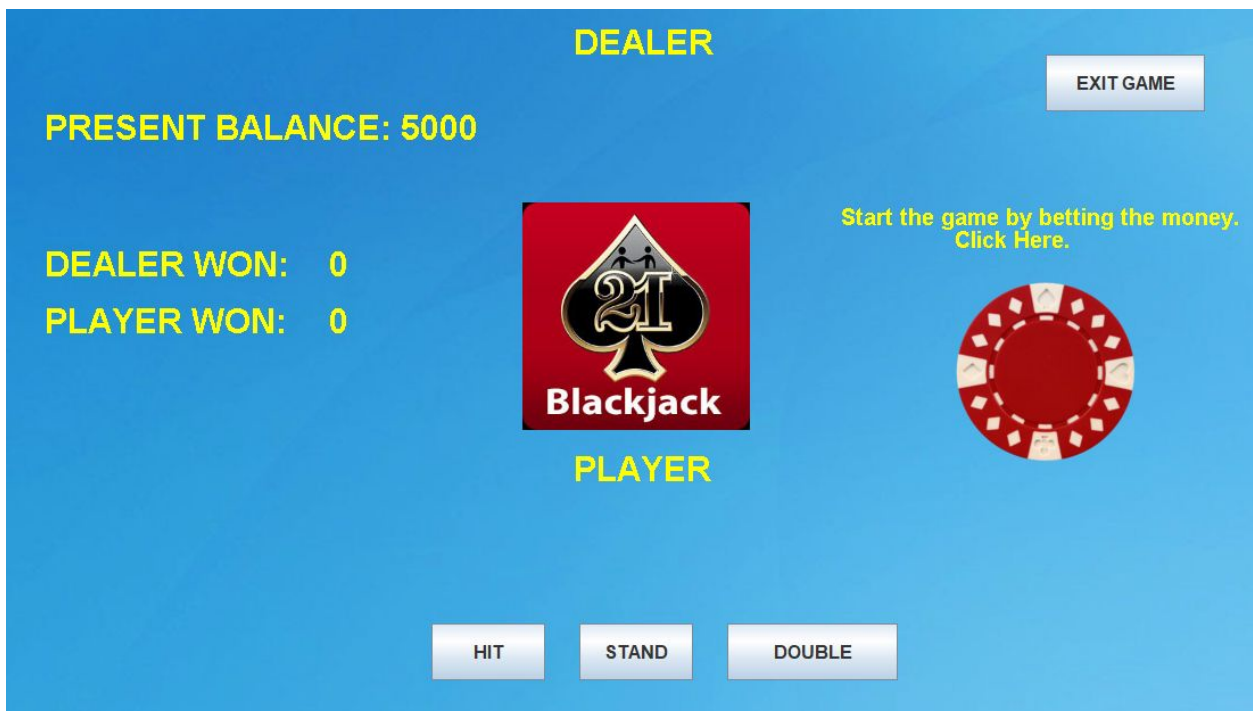 DEALER
EXIT GAME
PRESENT BALANCE: 5000
Start the game by betting the money.
Click Here.
DEALER WON: 0
PLAYER WON: 0
21
Blackjack
PLAYER
HIT
STAND
DOUBLE